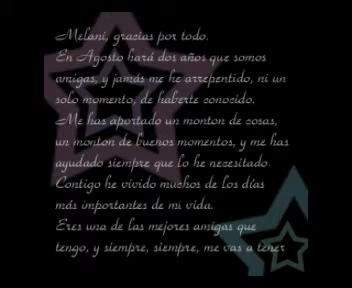 Melani, gracias por todo.
En Agosto hará dos años que somos
amigas, y jamás me he arrepentido, ni un
solo momento, de haberte conocido.
Me has aportado un monton de cosas,
un monton de buenos momentos, y me has
ayudado siempre que lo he necesitado.
Contigo he vivido muchos de los días
más importantes de mi vida.
Eres una de las mejores amigas que
tengo, y siempre, siempre, me vas a tener